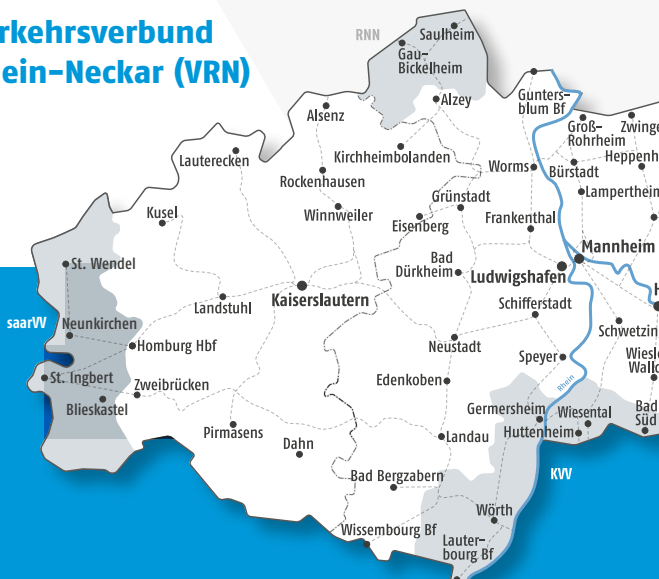 rkehrsverbund
ein-Neckar (VRN)
RNN
Saulheim
Gau-
Bickelheim
Alzey
Gunters-
blum Bf
Alsenz
Groß-
Rohrheim
Zwinge
Lauterecken
Kirchheimbolanden
Worms
Bürstadt
Heppenh
Rockenhausen
Lampertheim
Grünstadt
Kusel
Winnweiler
Eisenberg
Frankenthal
Mannheim
St. Wendel
Bad
Dürkheim
Ludwigshafen
H
Kaiserslautern
Landstuhl
Schifferstadt
saarVV
Neunkirchen
Schwetzin
Homburg Hbf
Neustadt
Speyer
Wiesl
Wallo
St. Ingbert
Zweibrücken
Edenkoben
Rhein
Blieskastel
Germersheim
Wiesental
Bad
Süd
Pirmasens
Huttenheim
Dahn
Landau
Bad Bergzabern
KVV
Wörth
Wissembourg Bf
Lauter-
bourg Bf